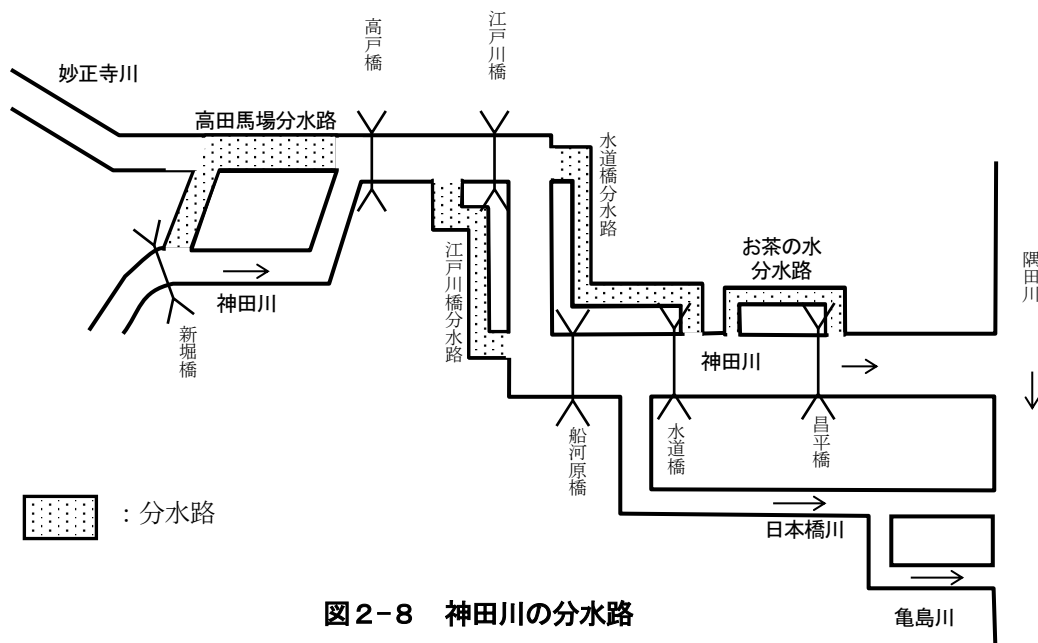 妙正寺川
高田馬場分水路
高戸橋
江戸川橋
水道橋分水路
お茶の水
分水路
隅田川
神田川
新堀橋
江戸川橋分水路
神田川
船河原橋
水道橋
昌平橋
日本橋川
亀島川
:分水路
図2-8 神田川の分水路